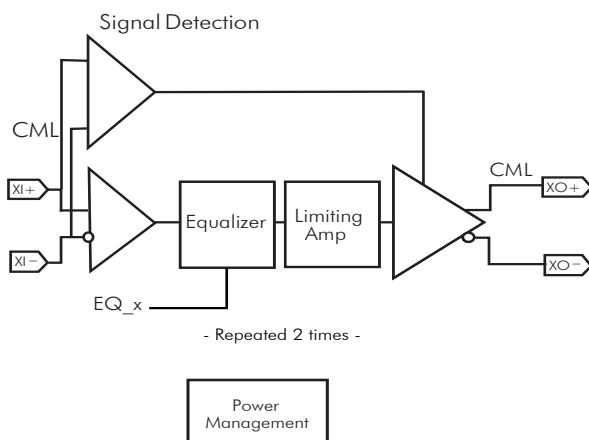 Signal Detection
CML
XI+
XI-
Equalizer
Limiting
Amp
CML
XO+
XO-
EQ_x
- Repeated 2 times -
Power
Management